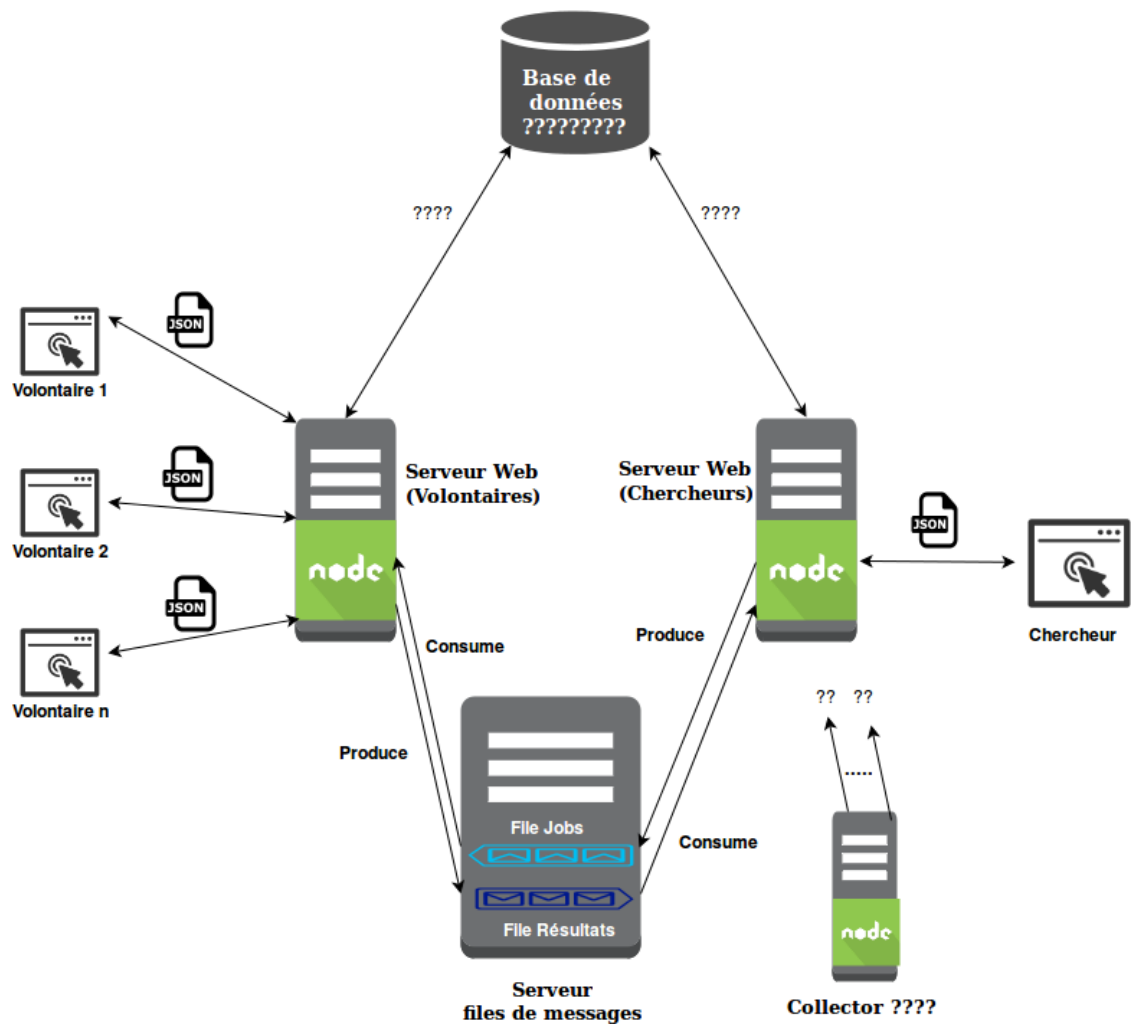 Base de
données
?????????
????
????
JSON
Volontaire 1
JSON
Volontaire 2
JSON
Volontaire n
Serveur Web
(Volontaires)
node
Serveur Web
(Chercheurs)
node
JSON
Chercheur
Consume
Produce
Produce
Consume
File Jobs
File Résultats
Serveur
files de messages
??
??
.....
node
Collector ????